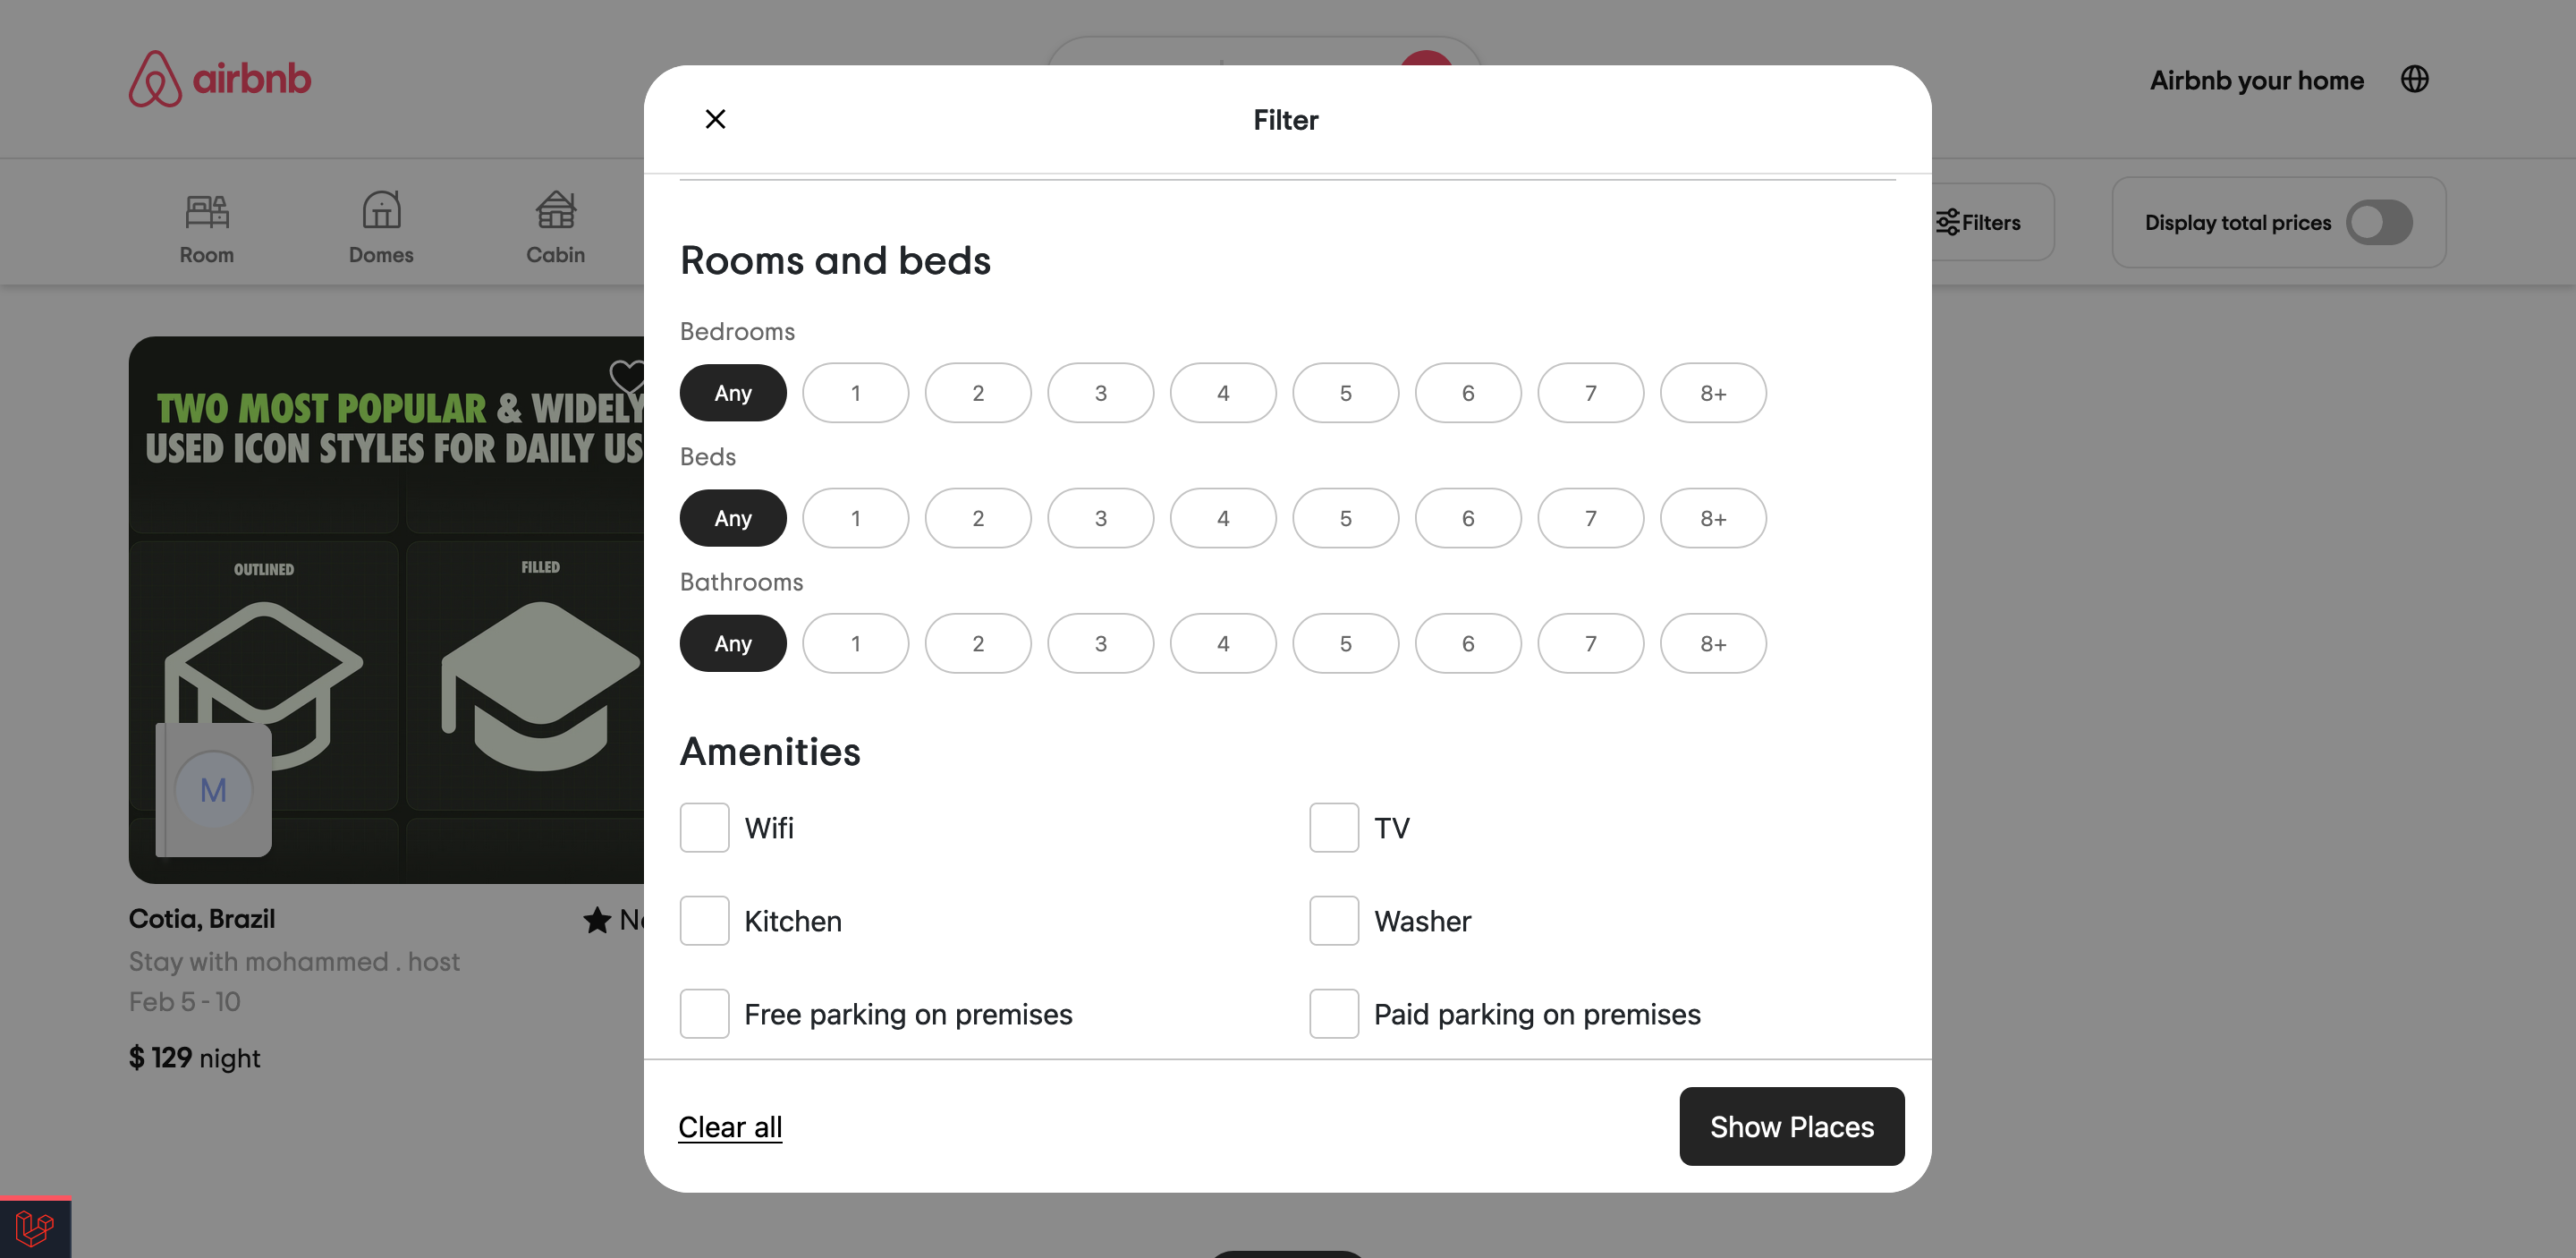 airbnb
Airbnb your home
Room
Domes
Cabin
Filters
Display total prices
Filter
Rooms and beds
Bedrooms
Any 1 2 3 4 5 6 7 8+
Beds
Any 1 2 3 4 5 6 7 8+
Bathrooms
Any 1 2 3 4 5 6 7 8+
Amenities
Wifi
TV
Kitchen
Washer
Free parking on premises
Paid parking on premises
Clear all
Show Places
TWO MOST POPULAR & WIDELY
USED ICON STYLES FOR DAILY
OUTLINED
FILLED
M
Cotia, Brazil
Stay with mohammed . host
Feb 5 - 10
$ 129 night